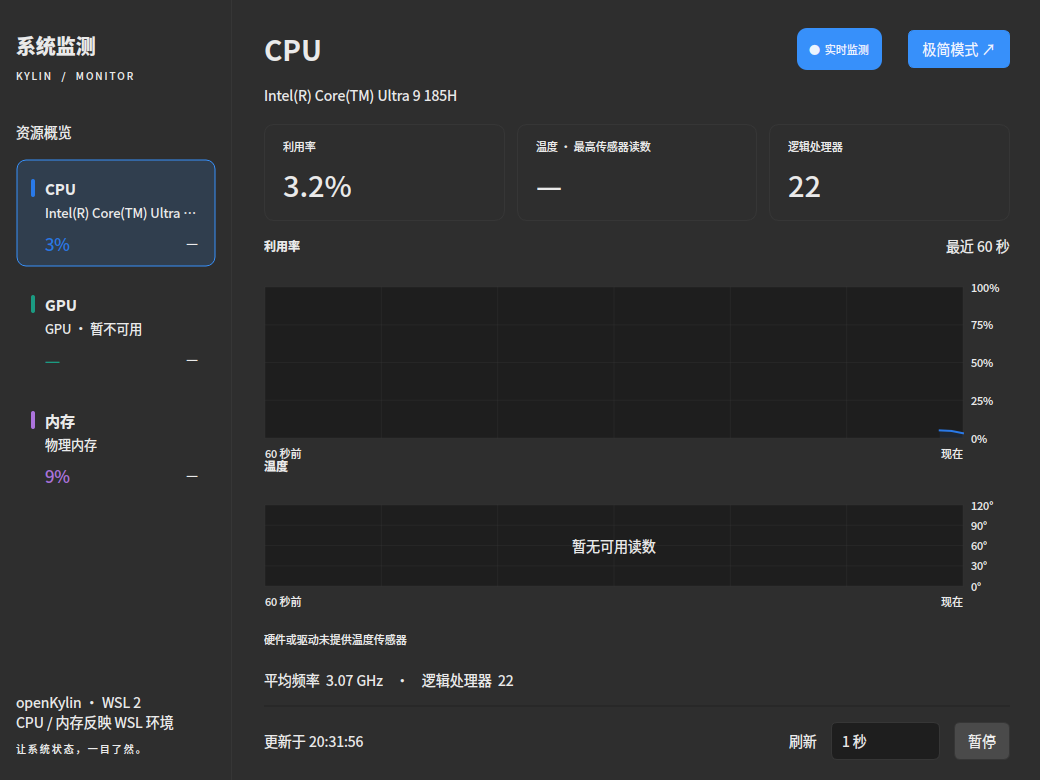 系统监测
KYLIN / MONITOR
资源概览
CPU
Intel(R) Core(TM) Ultra ···
3%
—
GPU
GPU · 暂不可用
—
—
内存
物理内存
9%
—
openKylin · WSL 2
CPU / 内存反映 WSL 环境
让系统状态，一目了然。
CPU
● 实时监测
极简模式 ↗
Intel(R) Core(TM) Ultra 9 185H
利用率
3.2%
温度 · 最高传感器读数
—
逻辑处理器
22
利用率
最近 60 秒
100%
75%
50%
25%
0%
60 秒前
现在
温度
120°
90°
60°
30°
0°
暂无可用读数
60 秒前
现在
硬件或驱动未提供温度传感器
平均频率 3.07 GHz · 逻辑处理器 22
更新于 20:31:56
刷新
1 秒
暂停